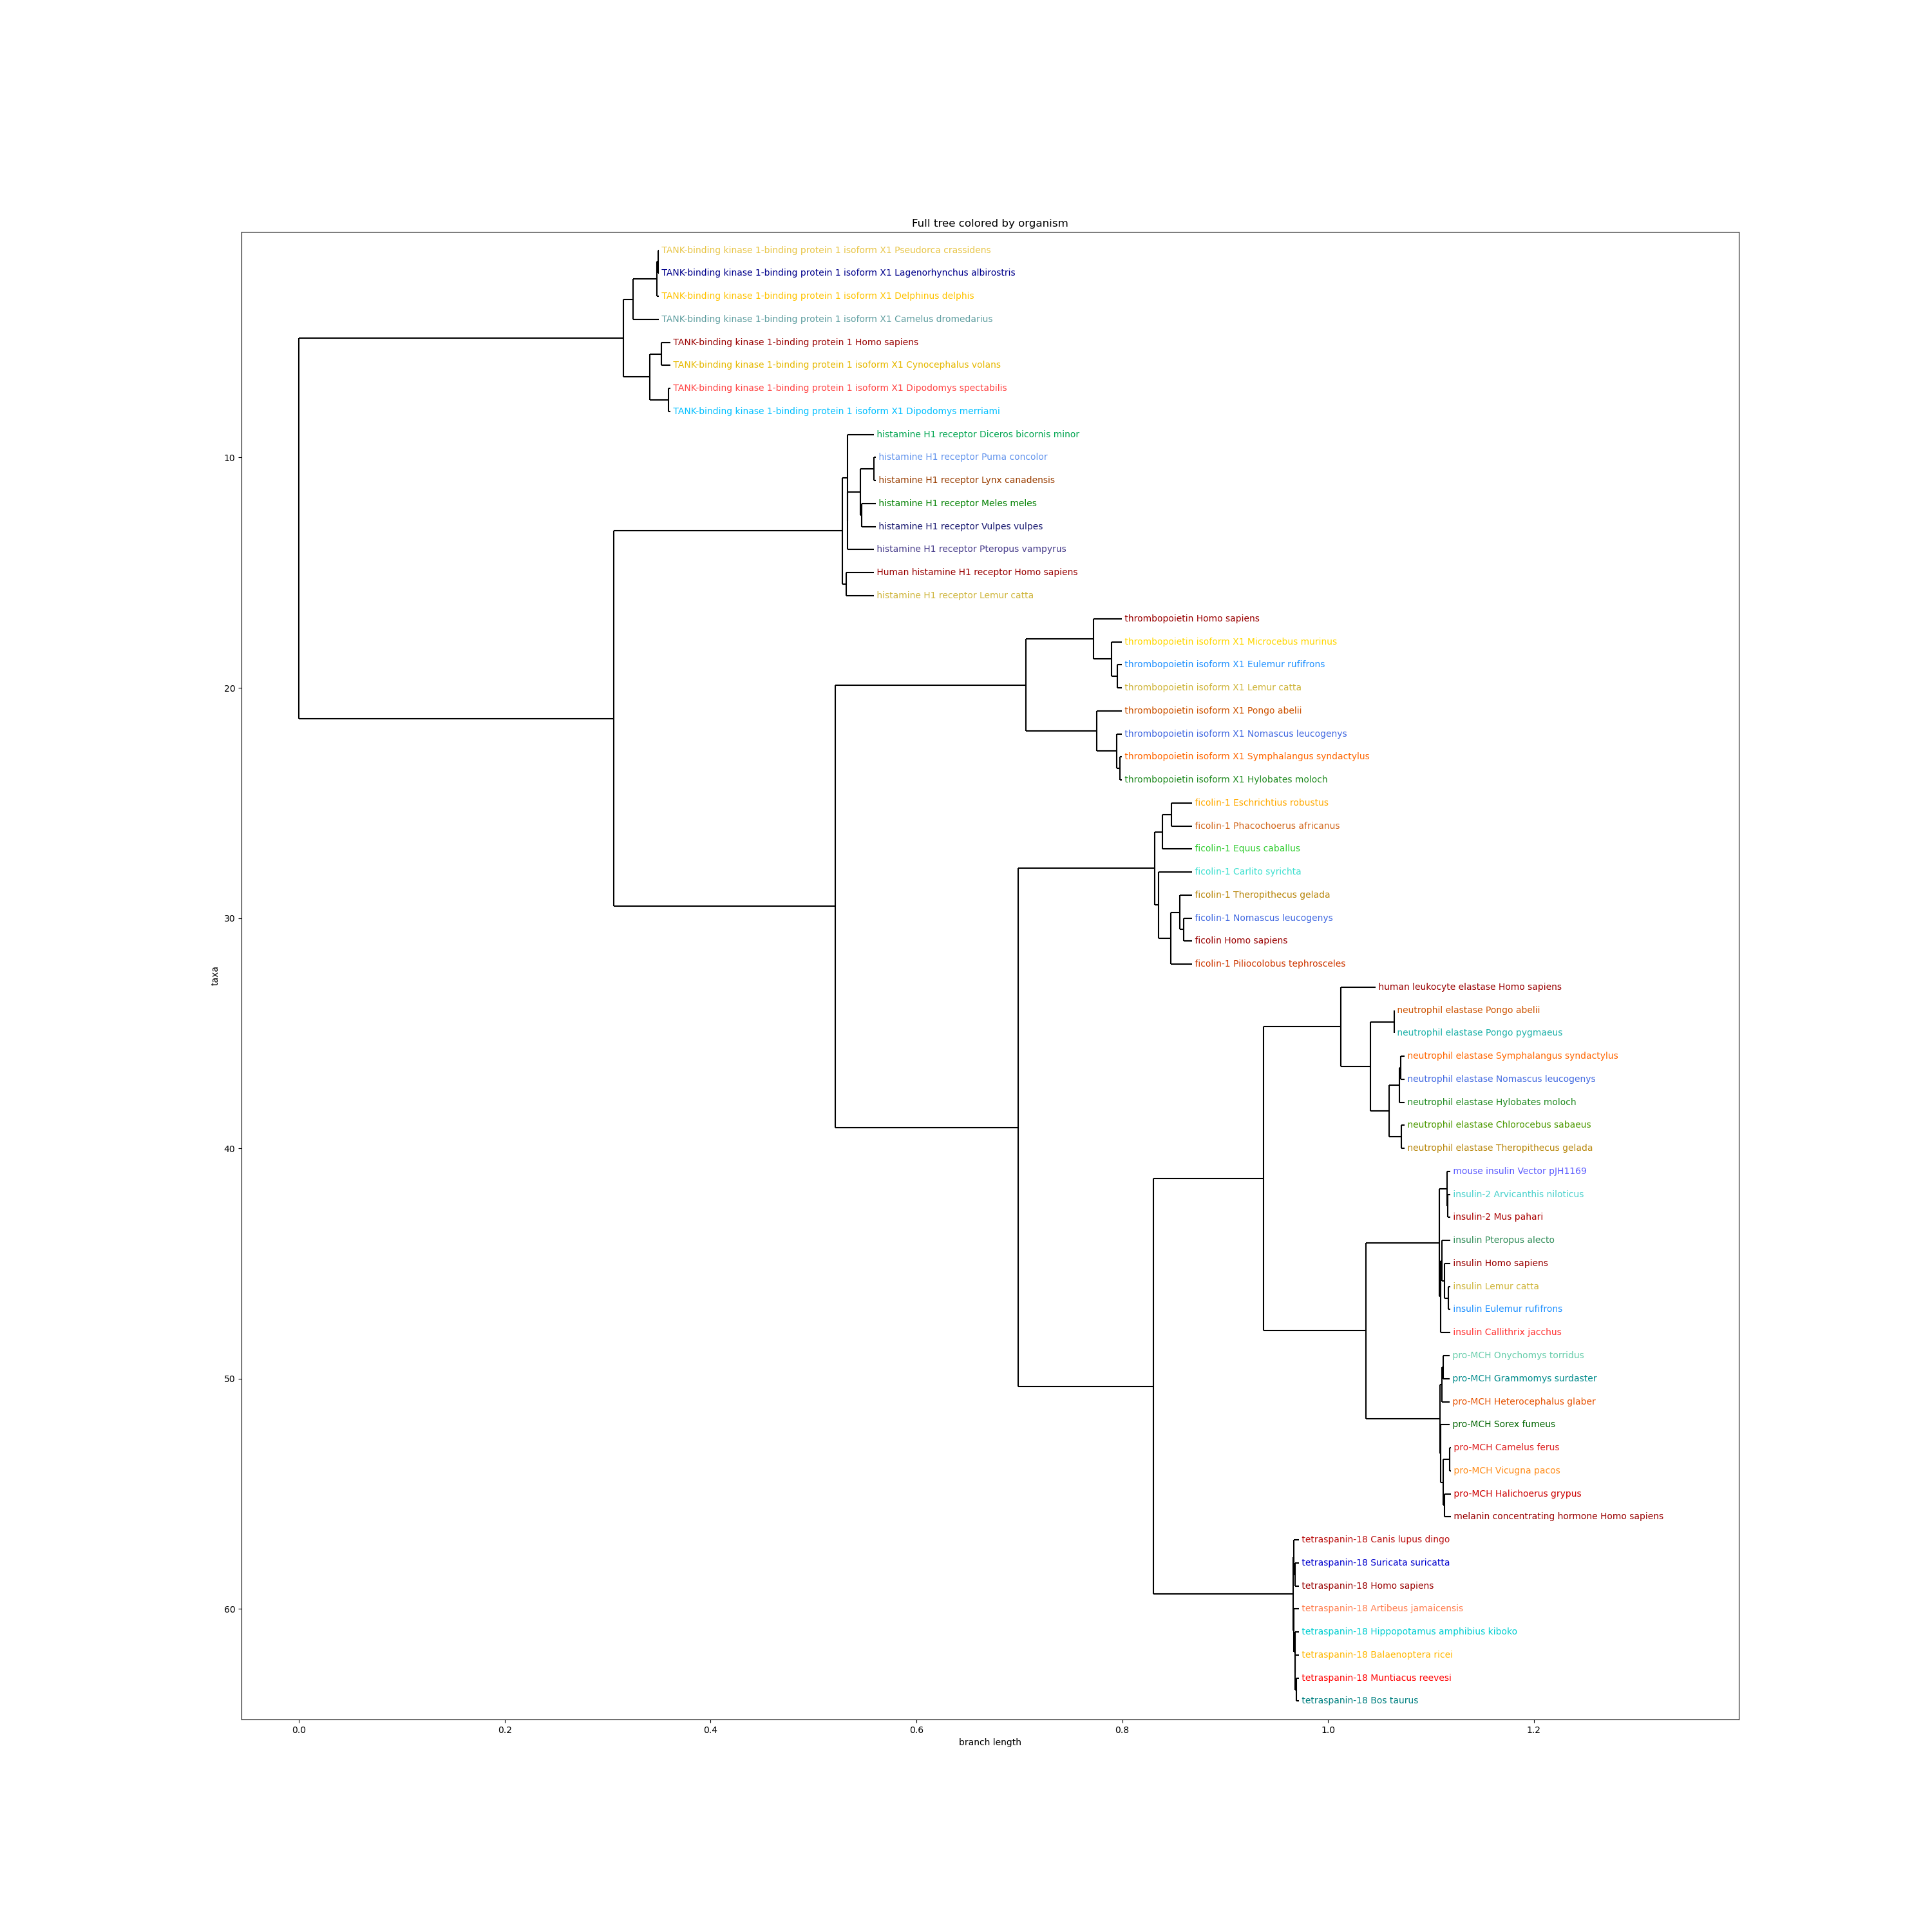 Full tree colored by organism
TANK-binding kinase 1-binding protein 1 isoform X1 Pseudorca crassidens
TANK-binding kinase 1-binding protein 1 isoform X1 Lagenorhynchus albirostris
TANK-binding kinase 1-binding protein 1 isoform X1 Delphinus delphis
TANK-binding kinase 1-binding protein 1 isoform X1 Camelus dromedarius
TANK-binding kinase 1-binding protein 1 Homo sapiens
TANK-binding kinase 1-binding protein 1 isoform X1 Cynocephalus volans
TANK-binding kinase 1-binding protein 1 isoform X1 Dipodomys spectabilis
TANK-binding kinase 1-binding protein 1 isoform X1 Dipodomys merriami
histamine H1 receptor Diceros bicornis minor
10
histamine H1 receptor Puma concolor
histamine H1 receptor Lynx canadensis
histamine H1 receptor Meles meles
histamine H1 receptor Vulpes vulpes
histamine H1 receptor Pteropus vampyrus
Human histamine H1 receptor Homo sapiens
histamine H1 receptor Lemur catta
thrombopoietin Homo sapiens
thrombopoietin isoform X1 Microcebus murinus
thrombopoietin isoform X1 Eulemur rufifrons
20
thrombopoietin isoform X1 Lemur catta
thrombopoietin isoform X1 Pongo abelii
thrombopoietin isoform X1 Nomascus leucogenys
thrombopoietin isoform X1 Symphalangus syndactylus
thrombopoietin isoform X1 Hylobates moloch
ficolin-1 Eschrichtius robustus
ficolin-1 Phacochoerus africanus
ficolin-1 Equus caballus
ficolin-1 Carlito syrichta
ficolin-1 Theropithecus gelada
30
ficolin-1 Nomascus leucogenys
ficolin Homo sapiens
ficolin-1 Piliocolobus tephrosceles
taxa
human leukocyte elastase Homo sapiens
neutrophil elastase Pongo abelii
neutrophil elastase Pongo pygmaeus
neutrophil elastase Symphalangus syndactylus
neutrophil elastase Nomascus leucogenys
neutrophil elastase Hylobates moloch
neutrophil elastase Chlorocebus sabaeus
40
neutrophil elastase Theropithecus gelada
mouse insulin Vector pJH1169
insulin-2 Arvicanthis niloticus
insulin-2 Mus pahari
insulin Pteropus alecto
insulin Homo sapiens
insulin Lemur catta
insulin Eulemur rufifrons
insulin Callithrix jacchus
pro-MCH Onychomys torridus
50
pro-MCH Grammomys surdaster
pro-MCH Heterocephalus glaber
pro-MCH Sorex fumeus
pro-MCH Camelus ferus
pro-MCH Vicugna pacos
pro-MCH Halichoerus grypus
melanin concentrating hormone Homo sapiens
tetraspanin-18 Canis lupus dingo
tetraspanin-18 Suricata suricatta
tetraspanin-18 Homo sapiens
60
tetraspanin-18 Artibeus jamaicensis
tetraspanin-18 Hippopotamus amphibius kiboko
tetraspanin-18 Balaenoptera ricei
tetraspanin-18 Muntiacus reevesi
tetraspanin-18 Bos taurus
0.0 0.2 0.4 0.6 0.8 1.0 1.2
branch length